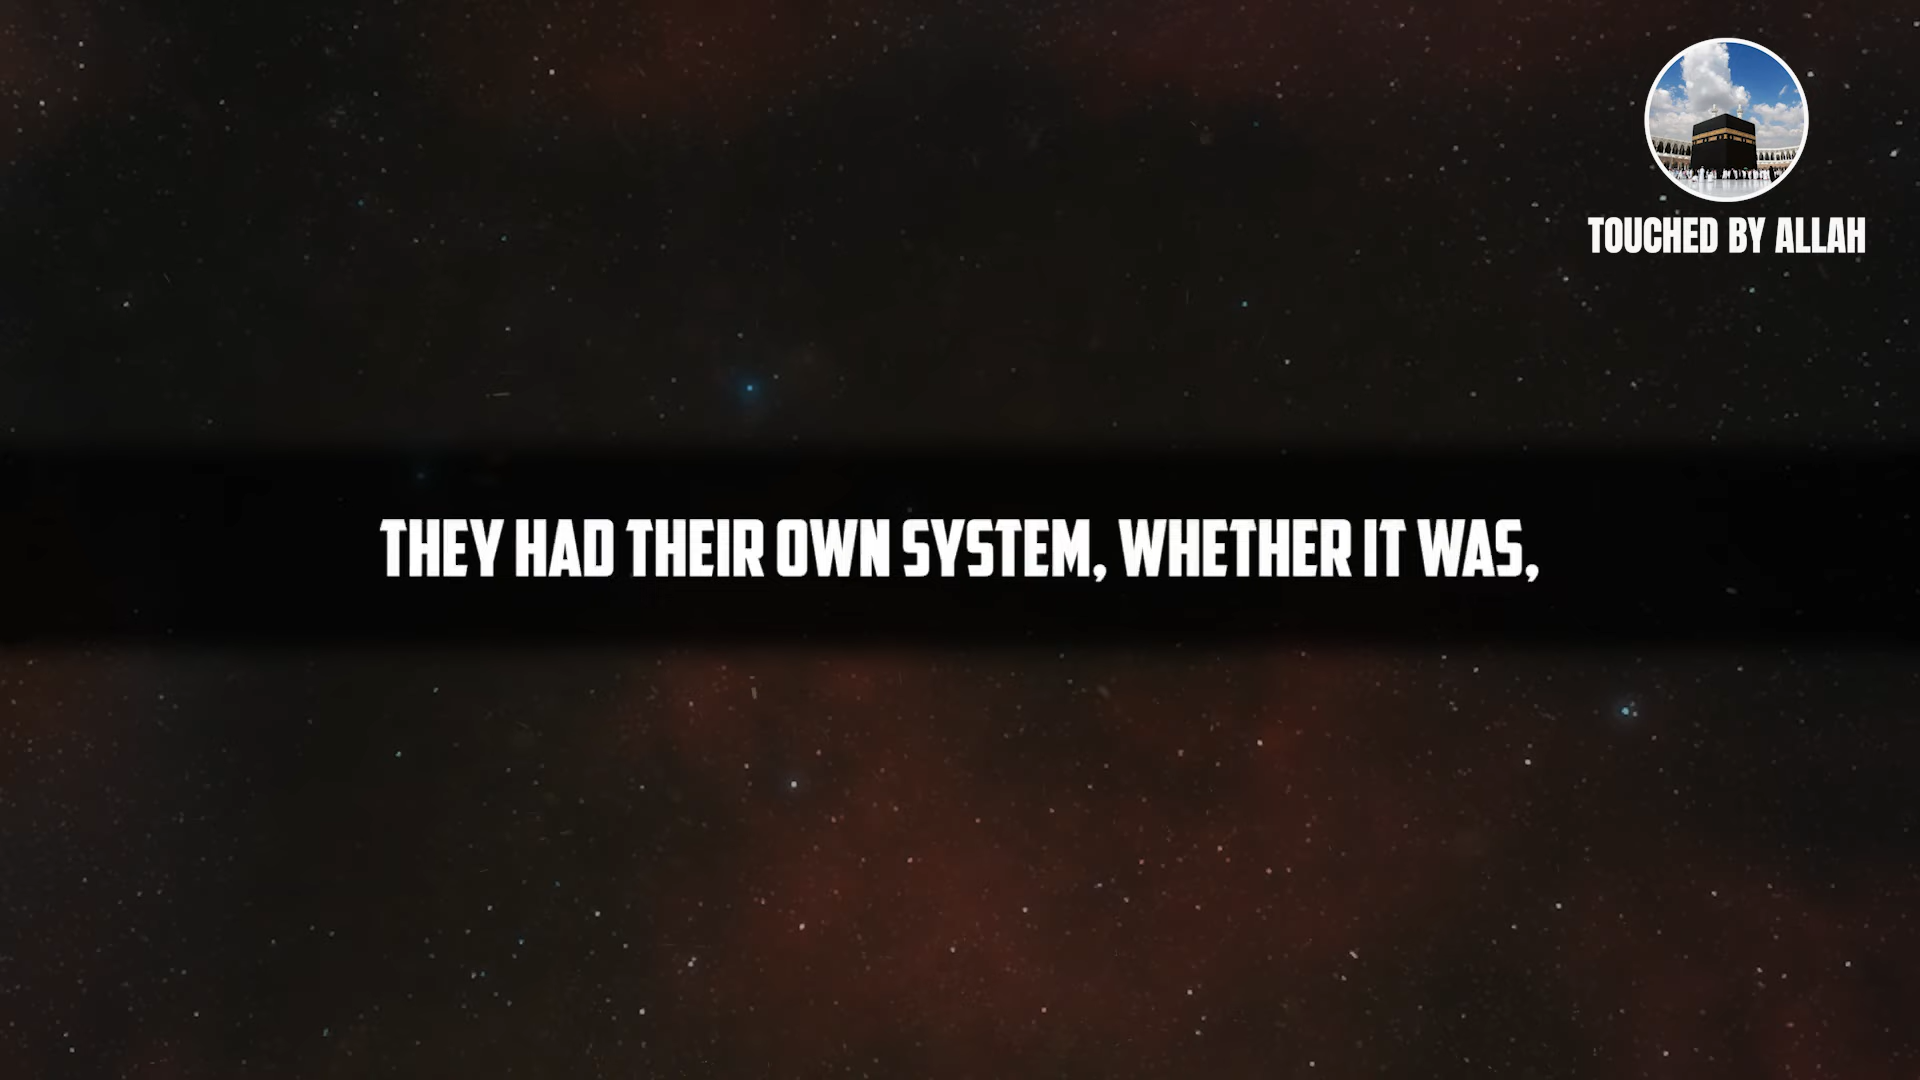 TOUCHED BY ALLAH
THEY HAD THEIR OWN SYSTEM, WHETHER IT WAS,